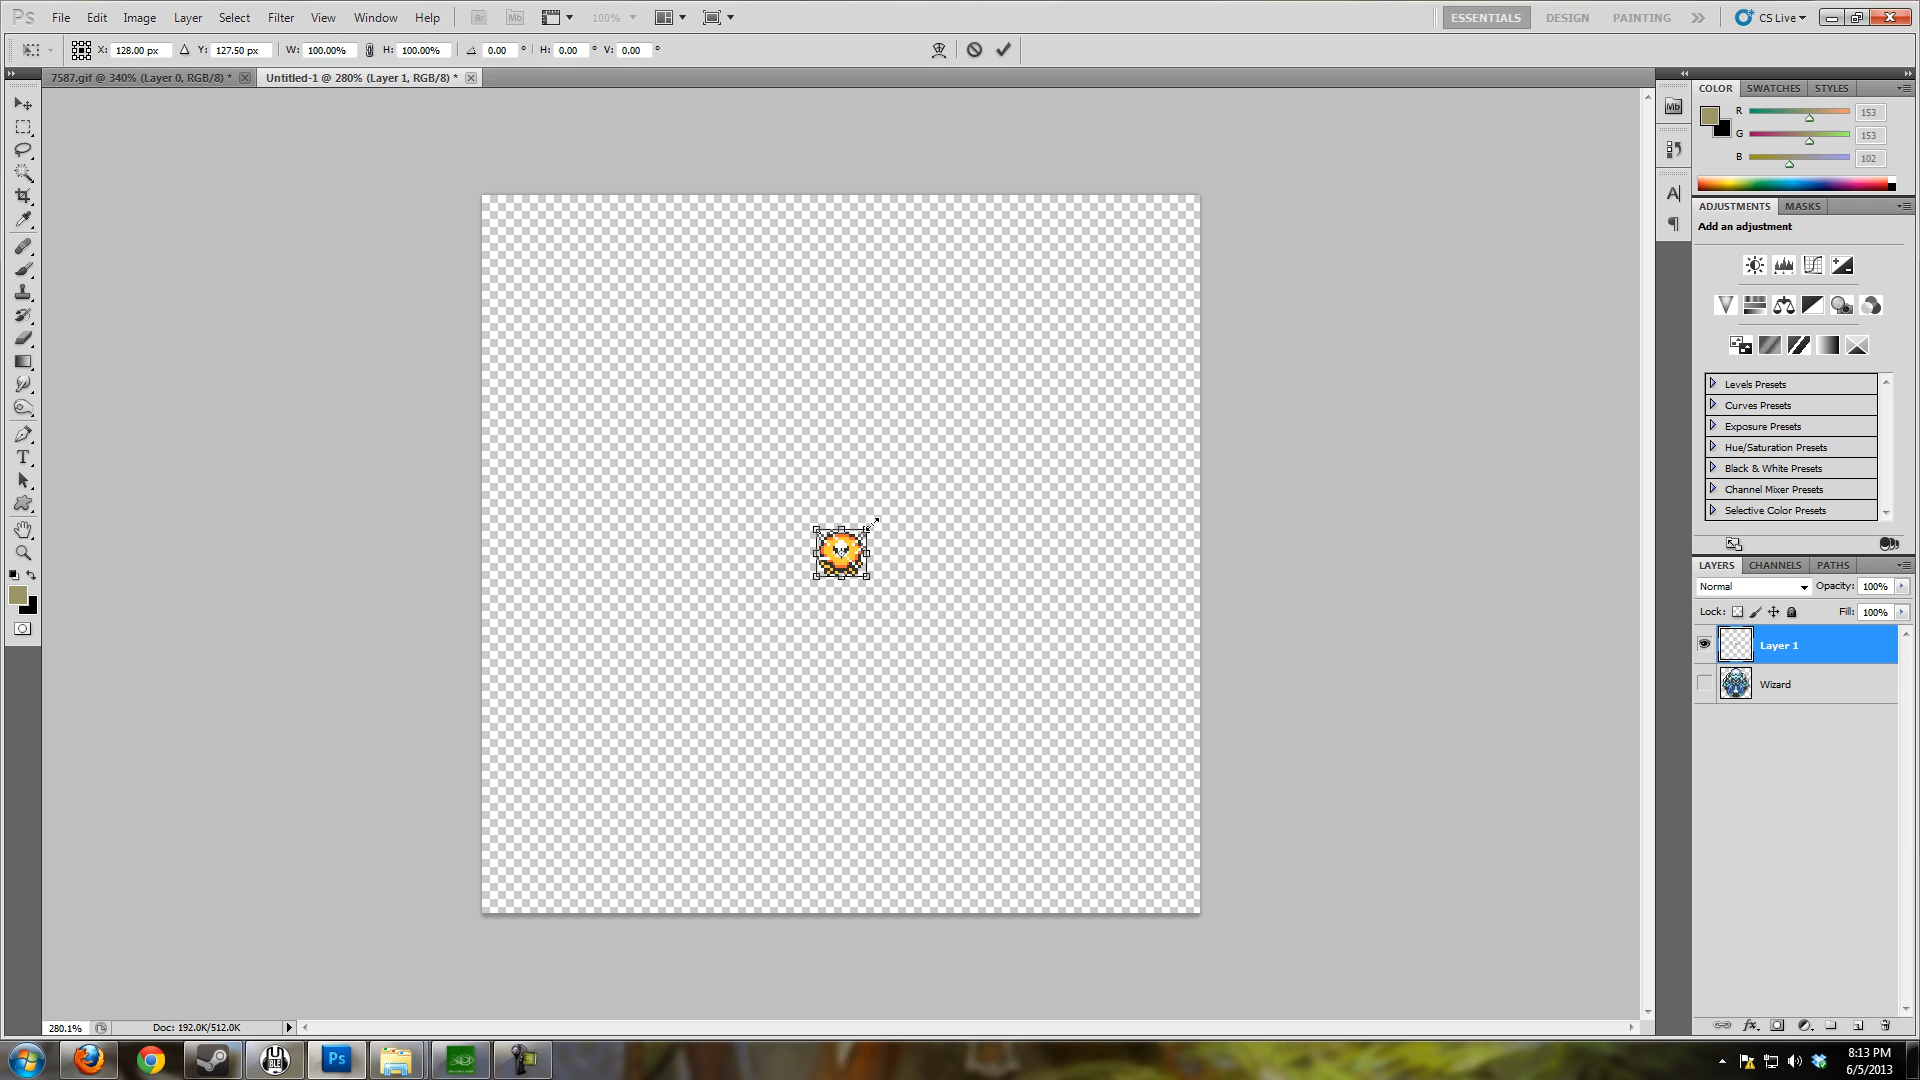 Ps File Edit Image Layer Select Filter View Window Help Br Mb 100% ESSENTIALS DESIGN PAINTING CS Live
X: 128.00 px Y: 127.50 px W: 100.00% H: 100.00% 0.00 ° H: 0.00 ° V: 0.00 °
7587.gif @ 340% (Layer 0, RGB/8) * Untitled-1 @ 280% (Layer 1, RGB/8) *
COLOR SWATCHES STYLES
Mb
R 153
G 153
B 102
A
ADJUSTMENTS MASKS
Add an adjustment
Levels Presets
Curves Presets
Exposure Presets
Hue/Saturation Presets
Black & White Presets
Channel Mixer Presets
Selective Color Presets
T
LAYERS CHANNELS PATHS
Normal Opacity: 100%
Lock: Fill: 100%
Layer 1
Wizard
280.1% Doc: 192.0K/512.0K
fx
Ps
8:13 PM
6/5/2013